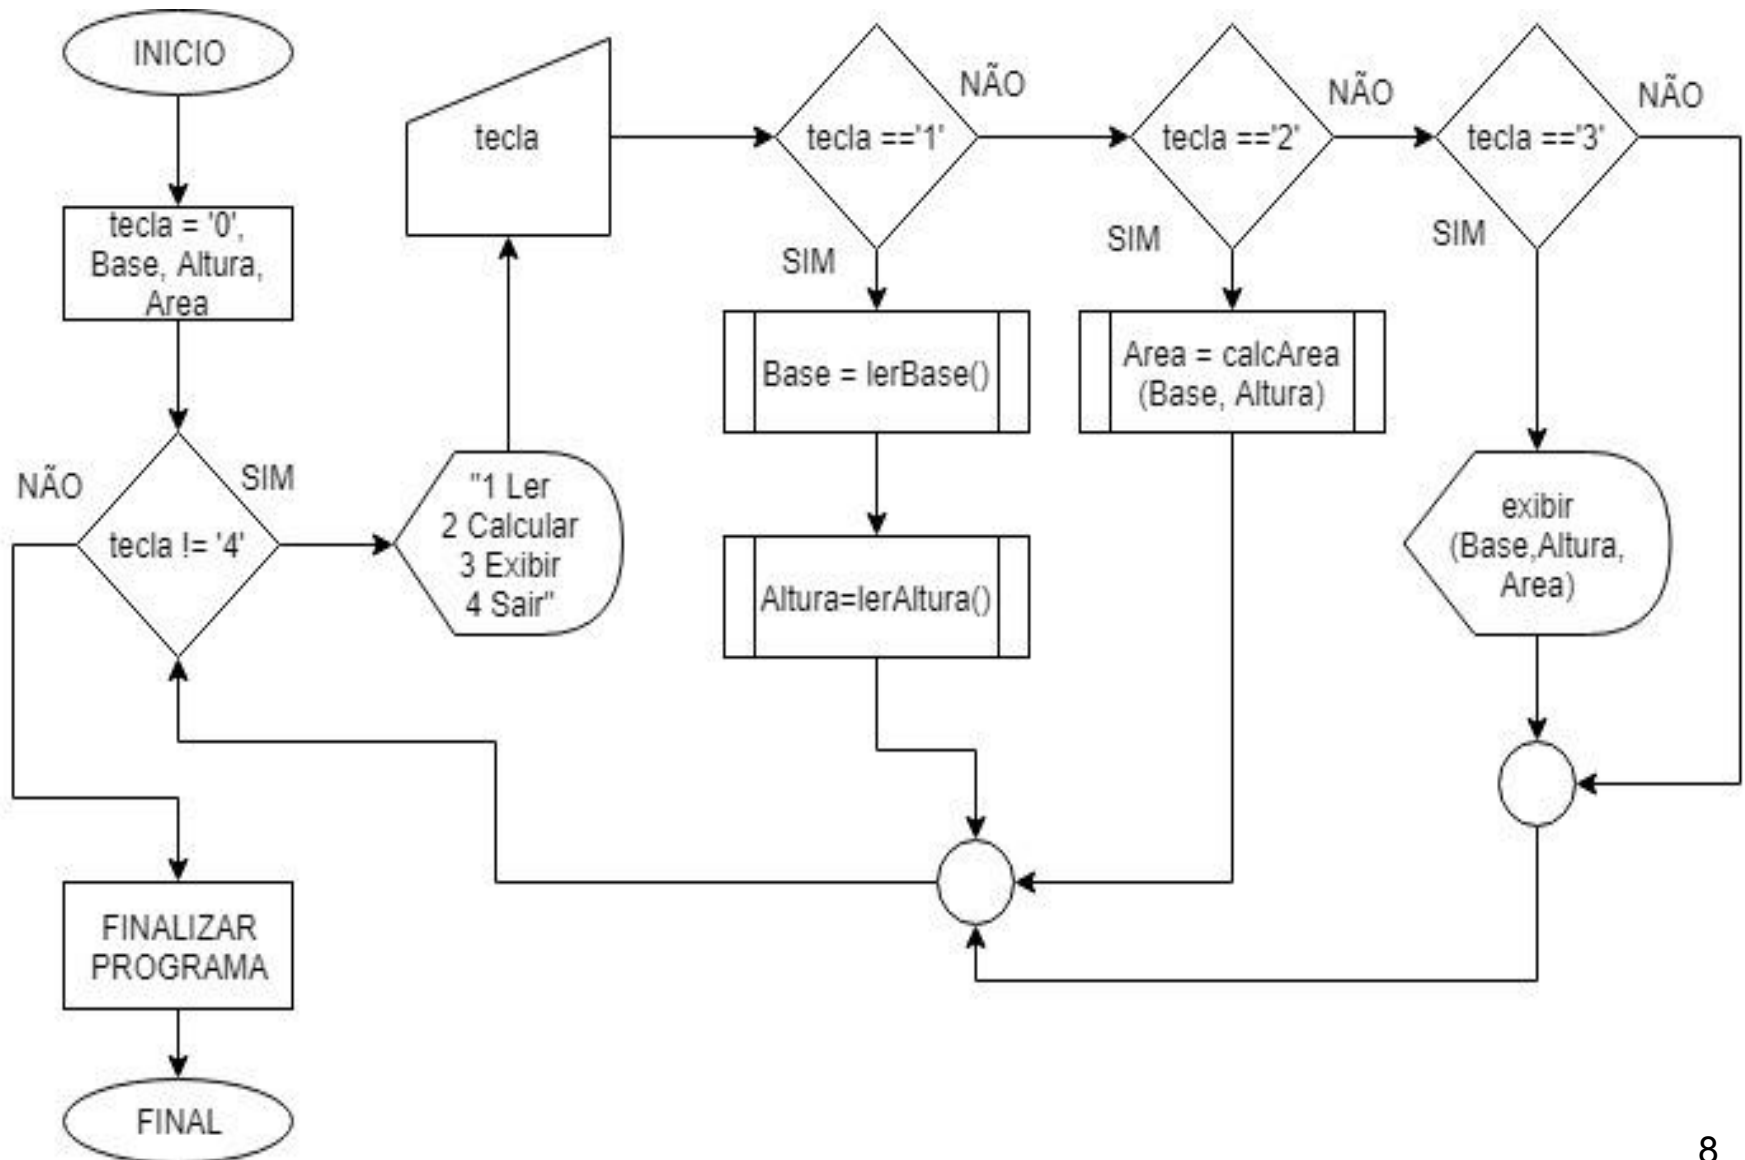 INICIO
tecla = '0',
Base, Altura,
Area
NÃO
SIM
tecla != '4'
"1 Ler
2 Calcular
3 Exibir
4 Sair"
tecla
tecla =='1'
NÃO
SIM
Base = lerBase()
Altura=lerAltura()
tecla =='2'
NÃO
SIM
Area = calcArea
(Base, Altura)
tecla =='3'
NÃO
SIM
exibir
(Base,Altura,
Area)
FINALIZAR
PROGRAMA
FINAL
8